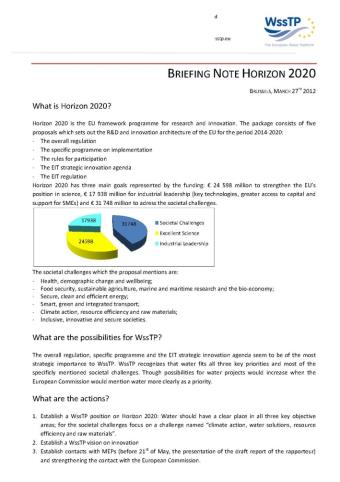 d
WssTP
sstp.eu
The European Water Platform
BRIEFING NOTE HORIZON 2020
BRUSSELS, MARCH 27TH 2012
What is Horizon 2020?
Horizon 2020 is the EU framework programme for research and innovation. The package consists of five
proposals which sets out the R&D and innovation architecture of the EU for the period 2014-2020:
- The overall regulation
- The specific programme on implementation
- The rules for participation
- The EIT strategic innovation agenda
- The EIT regulation
Horizon 2020 has three main goals represented by the funding: € 24 598 million to strengthen the EU's
position in science, € 17 938 million for industrial leadership (key technologies, greater access to capital and
support for SMEs) and € 31 748 million to adress the societal challenges.
17938
31748
24598
Societal Challenges
Excellent Science
Industrial Leadership
The societal challenges which the proposal mentions are:
- Health, demographic change and wellbeing;
- Food security, sustainable agriculture, marine and maritime research and the bio-economy;
- Secure, clean and efficient energy;
- Smart, green and integrated transport;
- Climate action, resource efficiency and raw materials;
- Inclusive, innovative and secure societies.
What are the possibilities for WssTP?
The overall regulation, specific programme and the EIT strategic innovation agenda seem to be of the most
strategic importance to WssTP. WssTP recognizes that water fits all three key priorities and most of the
specificly mentioned societal challenges. Though possibilities for water projects would increase when the
European Commission would mention water more clearly as a priority.
What are the actions?
1. Establish a WssTP position on Horizon 2020: Water should have a clear place in all three key objective
areas; for the societal challenges focus on a challenge named "climate action, water solutions, resource
efficiency and raw materials".
2. Establish a WssTP vision on innovation
3. Establish contacts with MEPs (before 21st of May, the presentation of the draft report of the rapporteur)
and strengthening the contact with the European Commission.